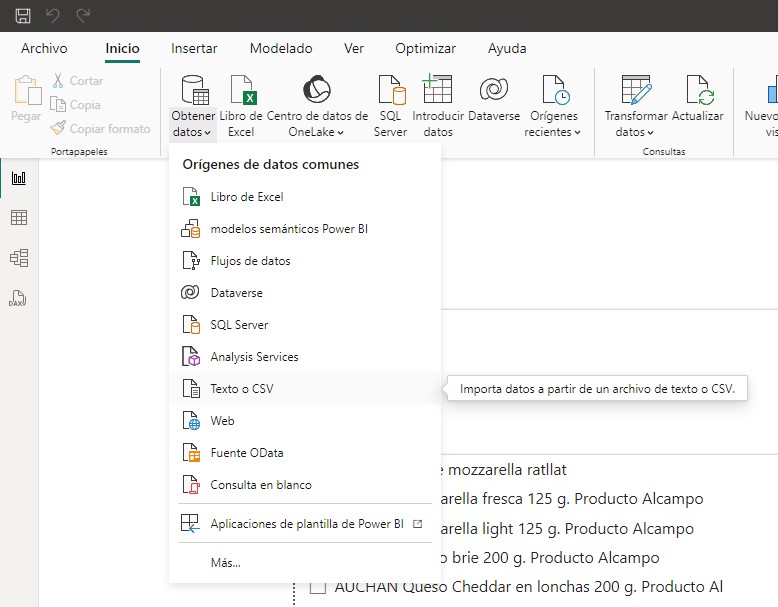 Archivo Inicio Insertar Modelado Ver Optimizar Ayuda
Pegar
Cortar
Copia
Copiar formato
Portapapeles
Obtener datos
Libro de Excel
Centro de datos de OneLake
SQL Server
Introducir datos
Dataverse
Orígenes recientes
Transformar datos
Actualizar
Consultas
Nuevo
vis
DAX
Orígenes de datos comunes
Libro de Excel
modelos semánticos Power BI
Flujos de datos
Dataverse
SQL Server
Analysis Services
Texto o CSV
Importa datos a partir de un archivo de texto o CSV.
Web
Fuente OData
Consulta en blanco
Aplicaciones de plantilla de Power BI
Más...
e mozzarella ratllat
arella fresca 125 g. Producto Alcampo
arella light 125 g. Producto Alcampo
o brie 200 g. Producto Alcampo
AUCHAN Queso Cheddar en lonchas 200 g. Producto Al